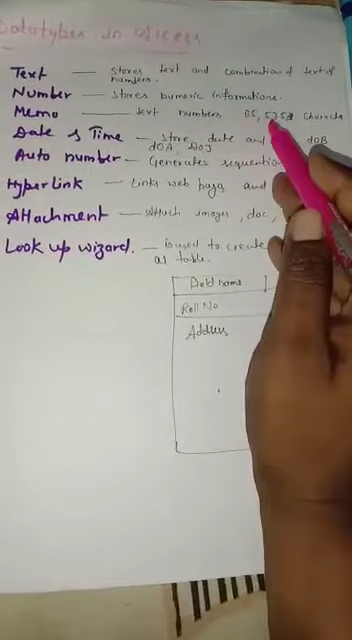 Datatypes in Access
Text — Stores text and combination of text of numbers.
Number — Stores numeric informations.
Memo — text numbers 65,535 Characte
Date & Time — Store date and DOB
DOA, DOJ
Auto number — Generates sequention
Hyperlink — Links web pages and
Attachment — Attach images, doc,
Look up wizard. — is used to create
a table.
Field name
Roll No
Address